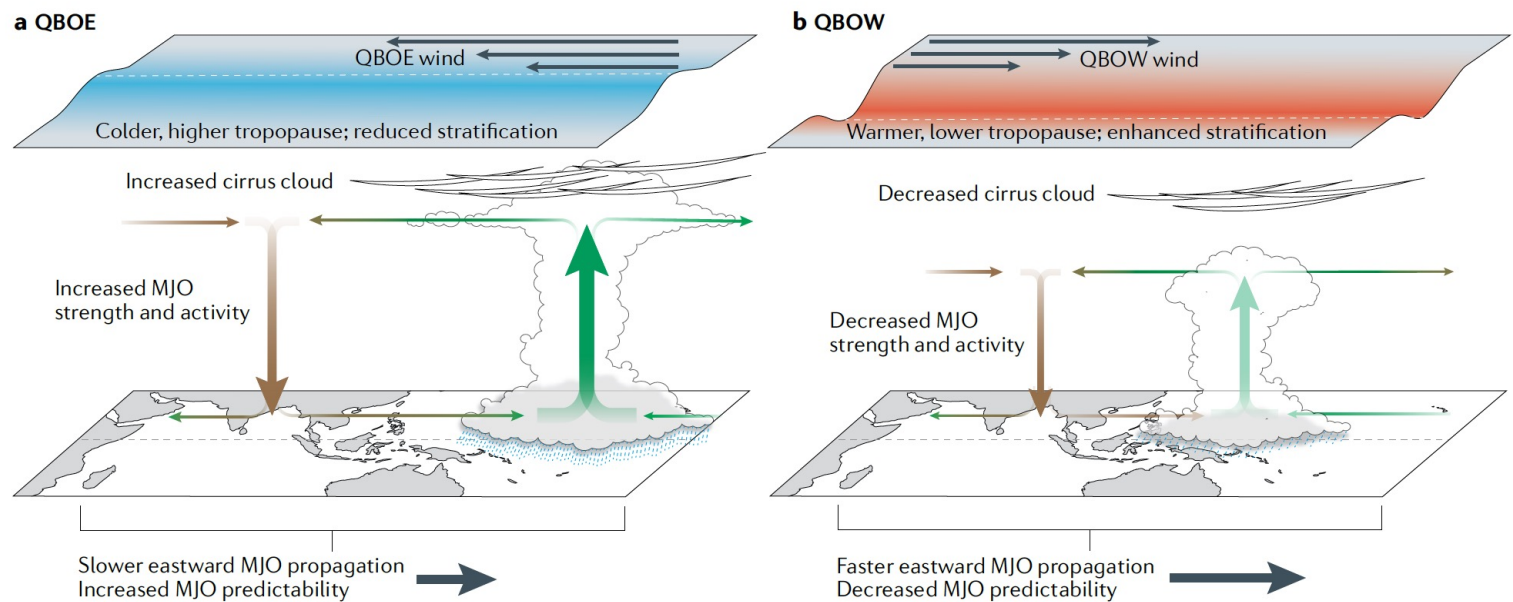 a QBOE
QBOE wind
Colder, higher tropopause; reduced stratification
Increased cirrus cloud
Increased MJO
strength and activity
Slower eastward MJO propagation
Increased MJO predictability
b QBOW
QBOW wind
Warmer, lower tropopause; enhanced stratification
Decreased cirrus cloud
Decreased MJO
strength and activity
Faster eastward MJO propagation
Decreased MJO predictability